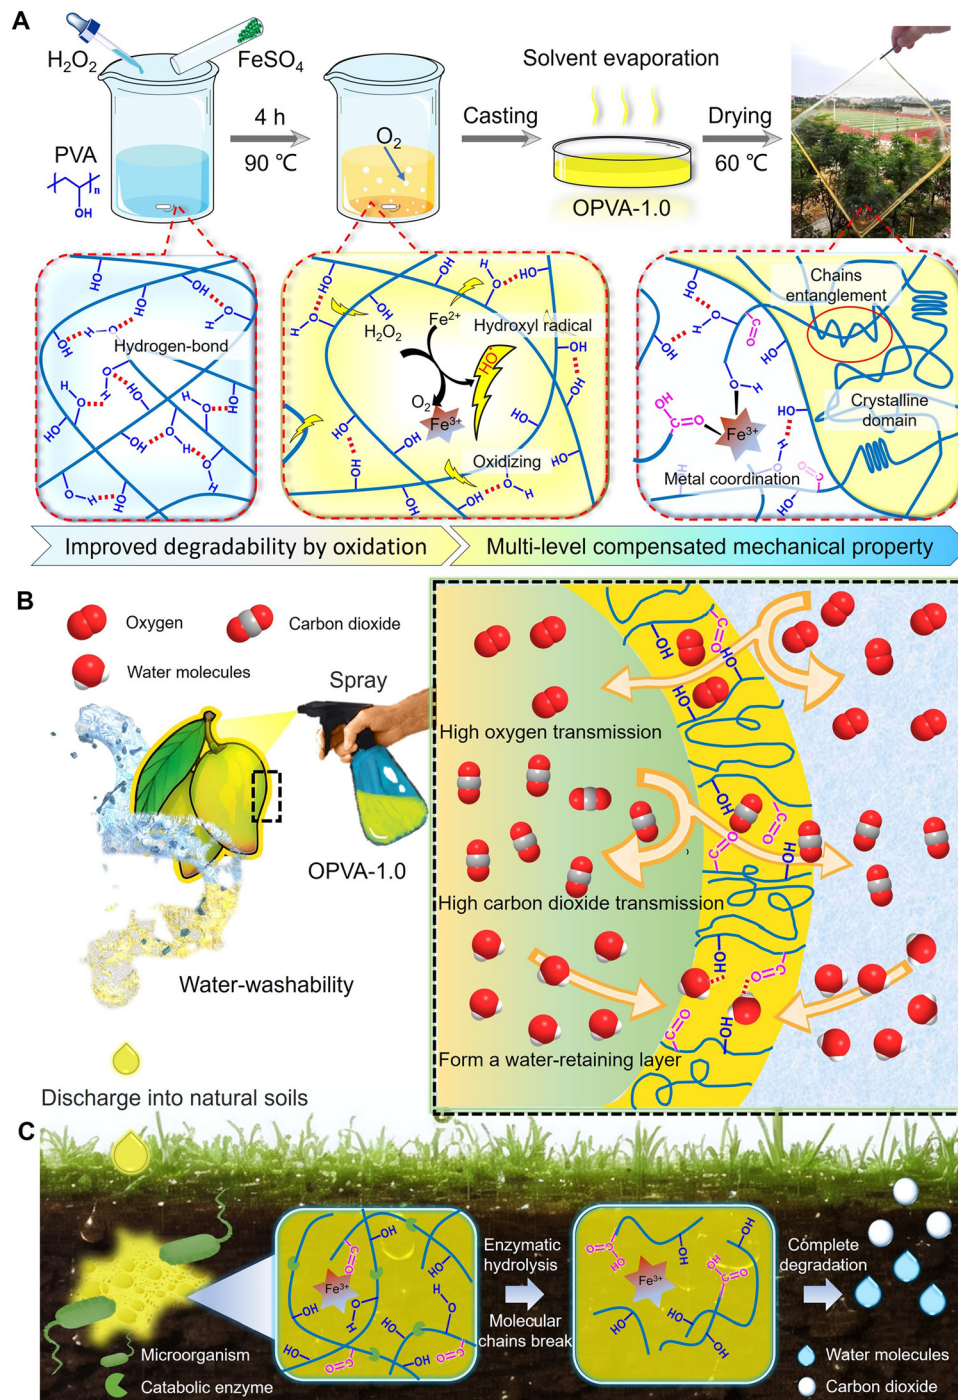 A
H₂O₂
FeSO₄
PVA
n
OH
4 h
90 ℃
O₂
Casting
Solvent evaporation
OPVA-1.0
Drying
60 ℃
Hydrogen-bond
H₂O₂
Fe²⁺
Hydroxyl radical
HO
O₂
Fe³⁺
Oxidizing
Chains
entanglement
Crystalline
domain
Fe³⁺
Metal coordination
Improved degradability by oxidation
Multi-level compensated mechanical property
B
Oxygen
Carbon dioxide
Water molecules
Spray
OPVA-1.0
Water-washability
High oxygen transmission
High carbon dioxide transmission
Form a water-retaining layer
Discharge into natural soils
C
Fe³⁺
Enzymatic
hydrolysis
Molecular
chains break
Fe³⁺
Complete
degradation
Microorganism
Catabolic enzyme
Water molecules
Carbon dioxide